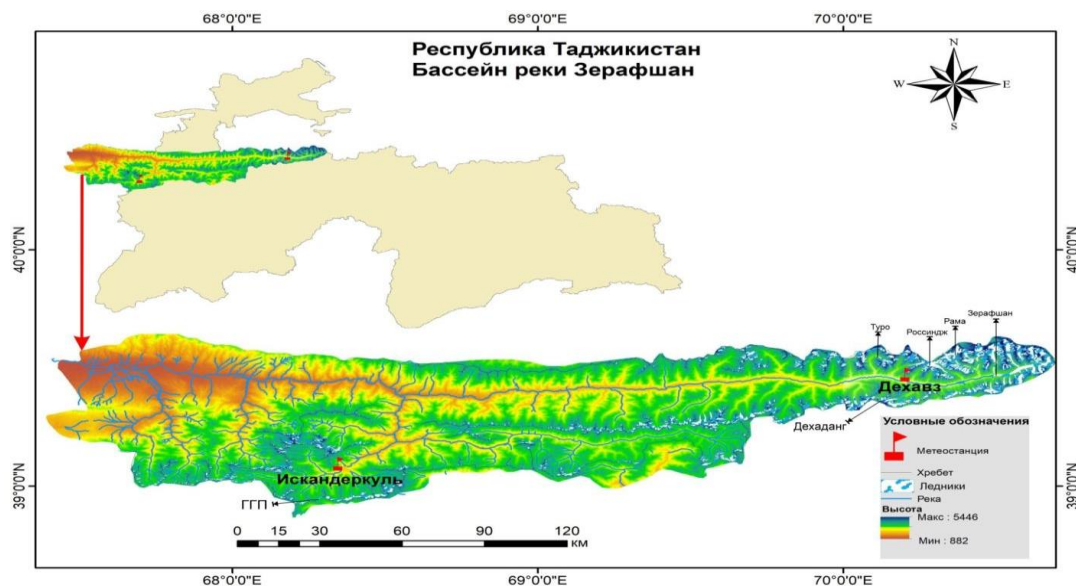 68°0'0"E
69°0'0"E
70°0'0"E
Республика Таджикистан
Бассейн реки Зерафшан
N
W
E
S
40°0'0"N
40°0'0"N
Зерафшан
Рама
Туро
Россиндж
Дехавз
Дехаданг
Искандеркуль
ГГП
39°0'0"N
39°0'0"N
Условные обозначения
Метеостанция
Хребет
Ледники
Река
Высота
Макс : 5446
Мин : 882
0 15 30 60 90 120
км
68°0'0"E
69°0'0"E
70°0'0"E